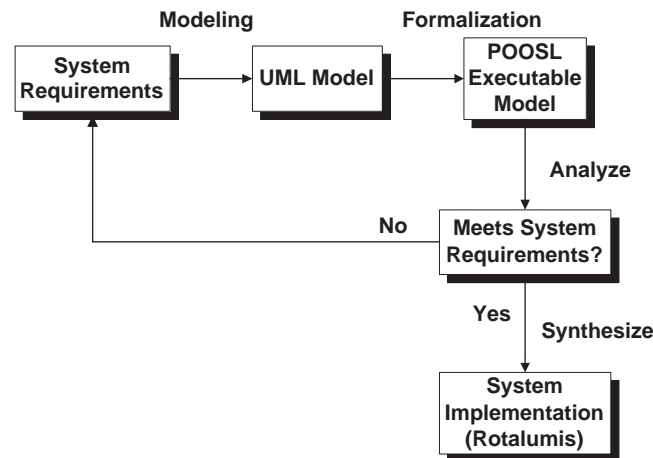 Modeling
Formalization
System
Requirements
UML Model
POOSL
Executable
Model
Analyze
No
Meets System
Requirements?
Yes
Synthesize
System
Implementation
(Rotalumis)